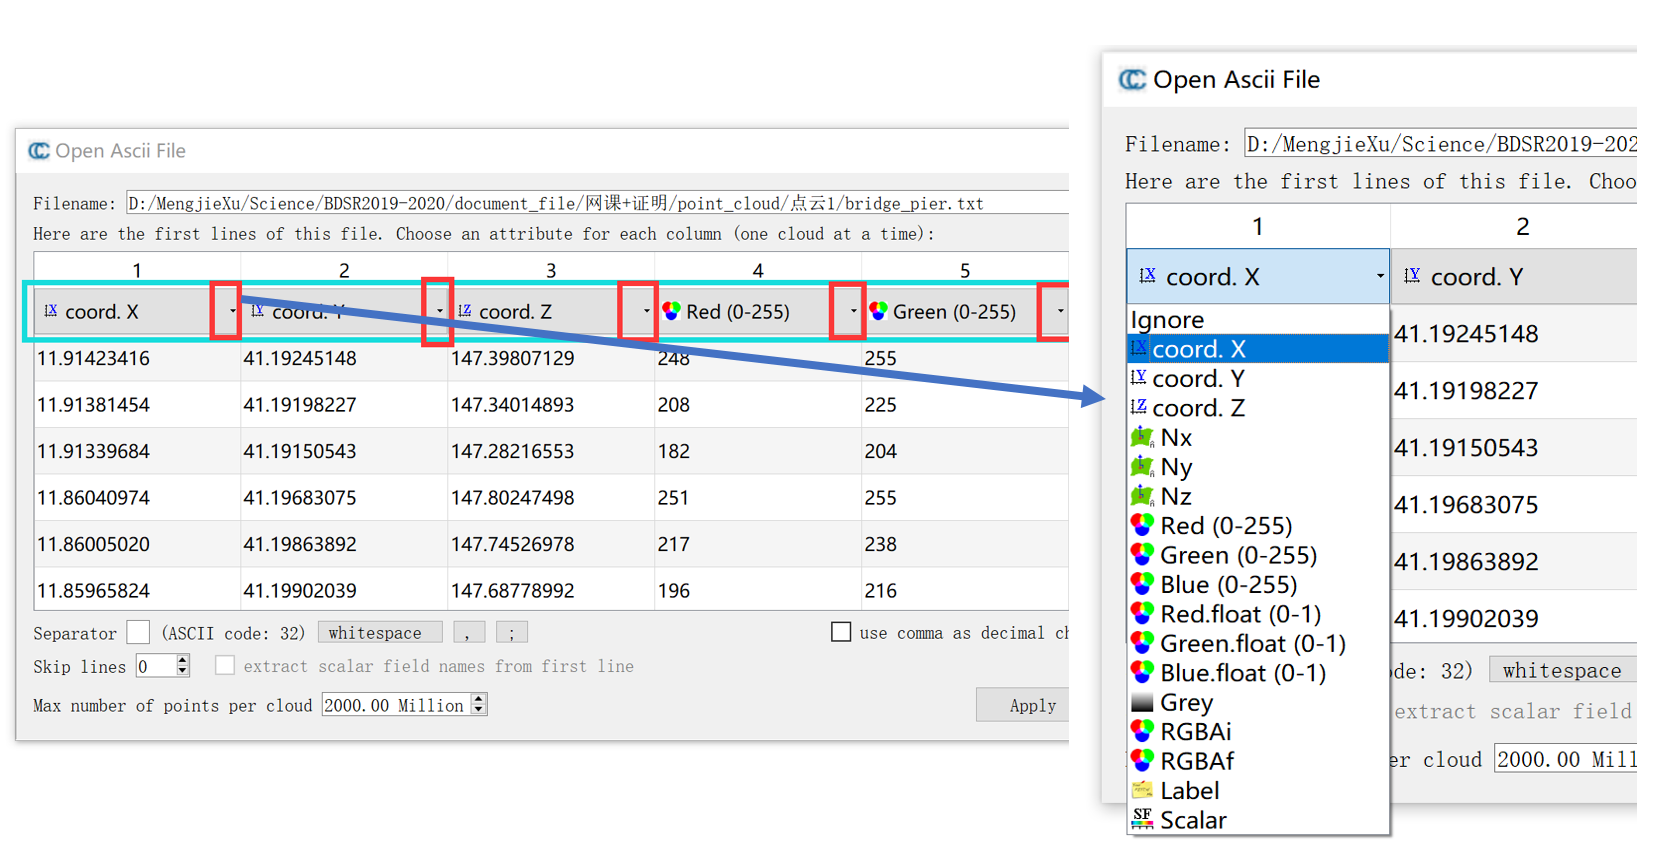 Open Ascii File
Filename: D:/MengjieXu/Science/BDSR2019-2020/document_file/网课+证明/point_cloud/点云1/bridge_pier.txt
Here are the first lines of this file. Choose an attribute for each column (one cloud at a time):
1 2 3 4 5
coord. X coord. Y coord. Z Red (0-255) Green (0-255)
11.91423416 41.19245148 147.39807129 248 255
11.91381454 41.19198227 147.34014893 208 225
11.91339684 41.19150543 147.28216553 182 204
11.86040974 41.19683075 147.80247498 251 255
11.86005020 41.19863892 147.74526978 217 238
11.85965824 41.19902039 147.68778992 196 216
Separator (ASCII code: 32) whitespace , ; use comma as decimal ch
Skip lines 0 extract scalar field names from first line
Max number of points per cloud 2000.00 Million Apply
Open Ascii File
Filename: D:/MengjieXu/Science/BDSR2019-202
Here are the first lines of this file. Choo
1 2
coord. X coord. Y
Ignore
coord. X
coord. Y
coord. Z
Nx
Ny
Nz
Red (0-255)
Green (0-255)
Blue (0-255)
Red.float (0-1)
Green.float (0-1)
Blue.float (0-1)
Grey
RGBAi
RGBAf
Label
SF Scalar
41.19245148
41.19198227
41.19150543
41.19683075
41.19863892
41.19902039
de: 32) whitespace
extract scalar field
er cloud 2000.00 Mill